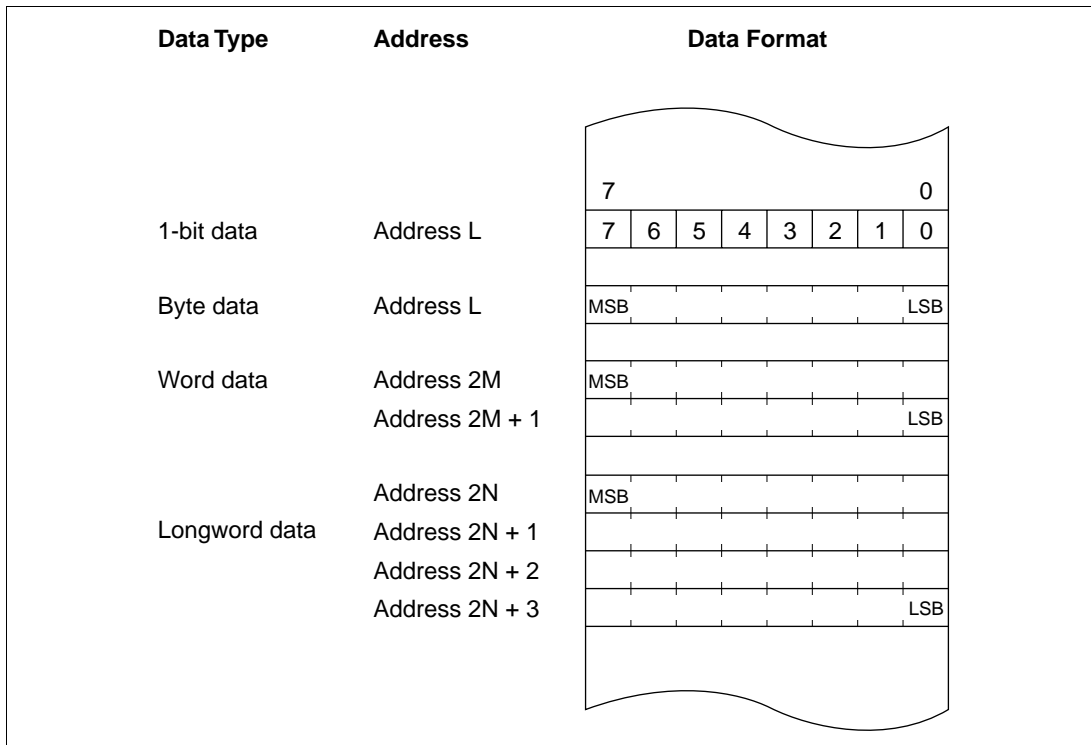 Data Type Address Data Format
7 0
1-bit data Address L 7 6 5 4 3 2 1 0
Byte data Address L MSB LSB
Word data Address 2M MSB
Address 2M + 1 LSB
Address 2N MSB
Longword data Address 2N + 1
Address 2N + 2
Address 2N + 3 LSB